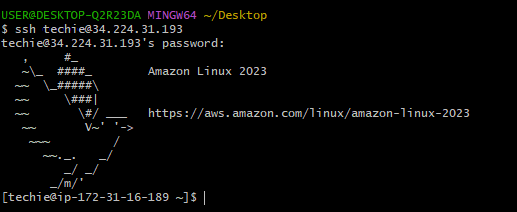 USER@DESKTOP-Q2R23DA MINGW64 ~/Desktop
$ ssh techie@34.224.31.193
techie@34.224.31.193's password:
   ,     #_
   ~\_  ####_        Amazon Linux 2023
  ~~  \_#####\
  ~~     \###|
  ~~       \#/ ___   https://aws.amazon.com/linux/amazon-linux-2023
   ~~       V~' '->
    ~~~         /
      ~~._.   _/
         _/ _/
       _/m/'
[techie@ip-172-31-16-189 ~]$